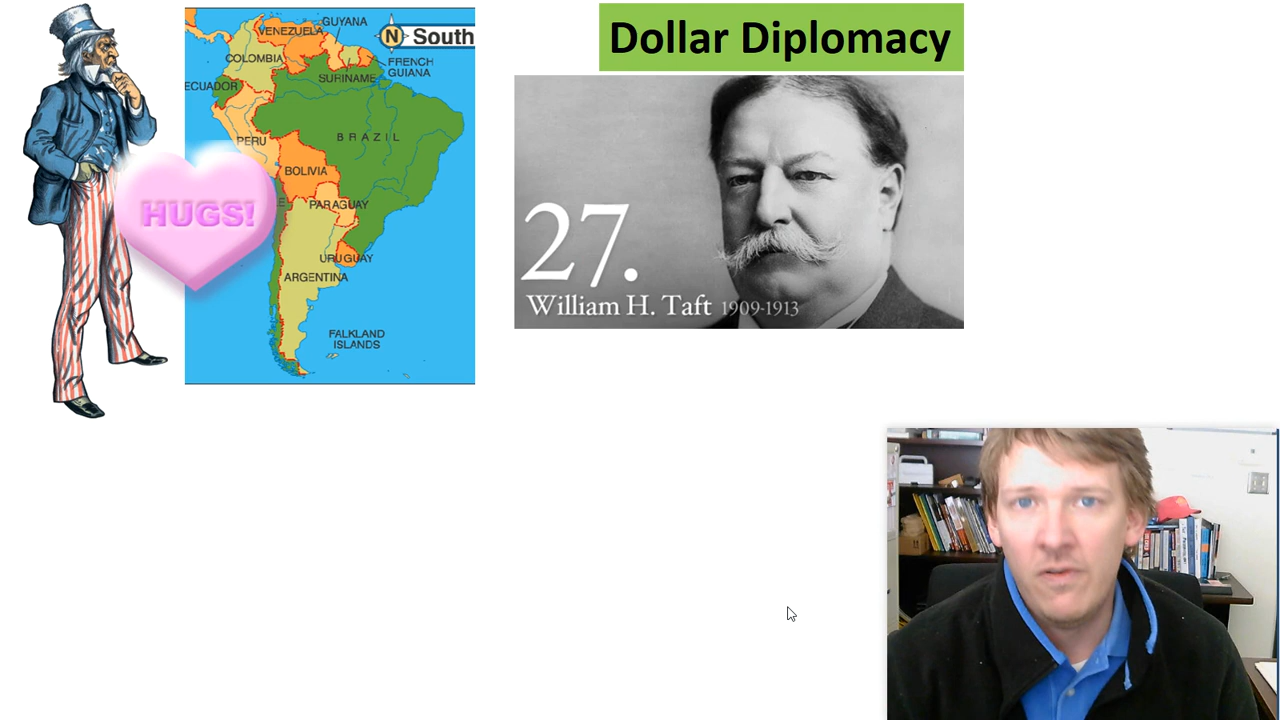 Dollar Diplomacy
VENEZUELA
GUYANA
N South
COLOMBIA
FRENCH
GUIANA
SURINAME
ECUADOR
BRAZIL
PERU
BOLIVIA
HUGS!
E
PARAGUAY
URUGUAY
ARGENTINA
FALKLAND
ISLANDS
27.
William H. Taft 1909-1913